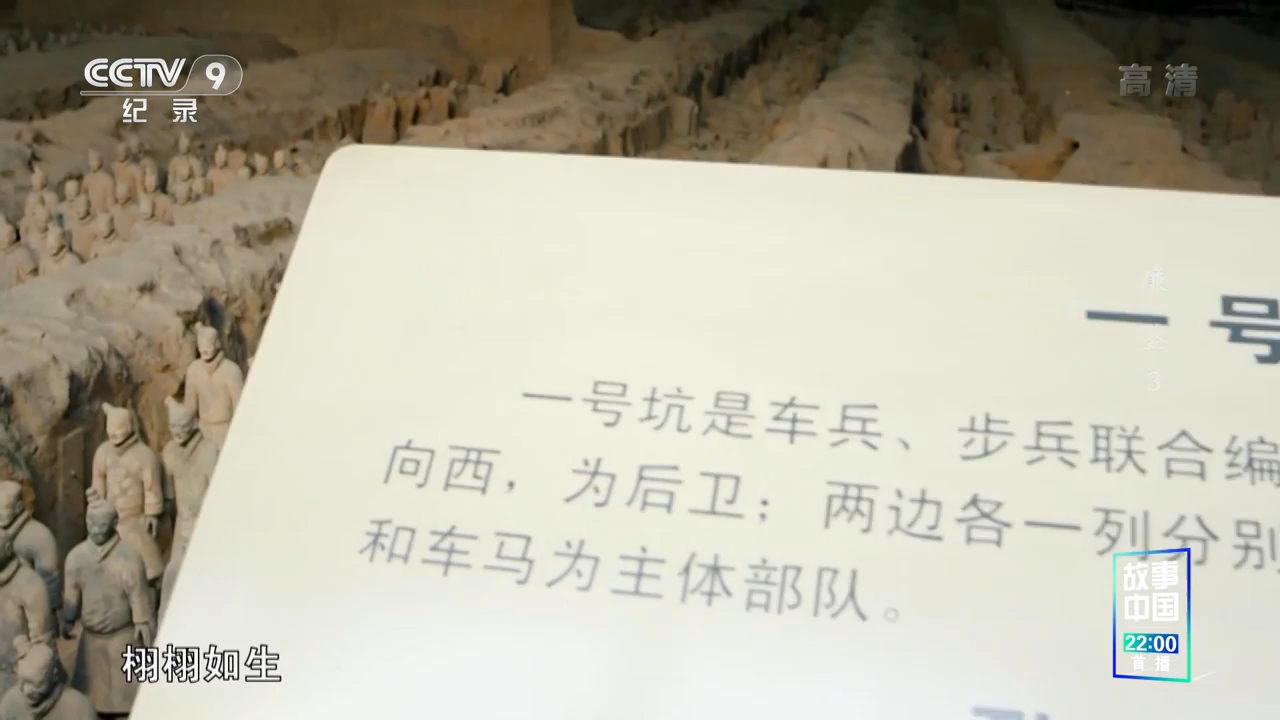 CCTV 9
纪录
高清
一号
一号坑是车兵、步兵联合编
向西，为后卫；两边各一列分别
和车马为主体部队。
栩栩如生
故事
中国
22:00
首播